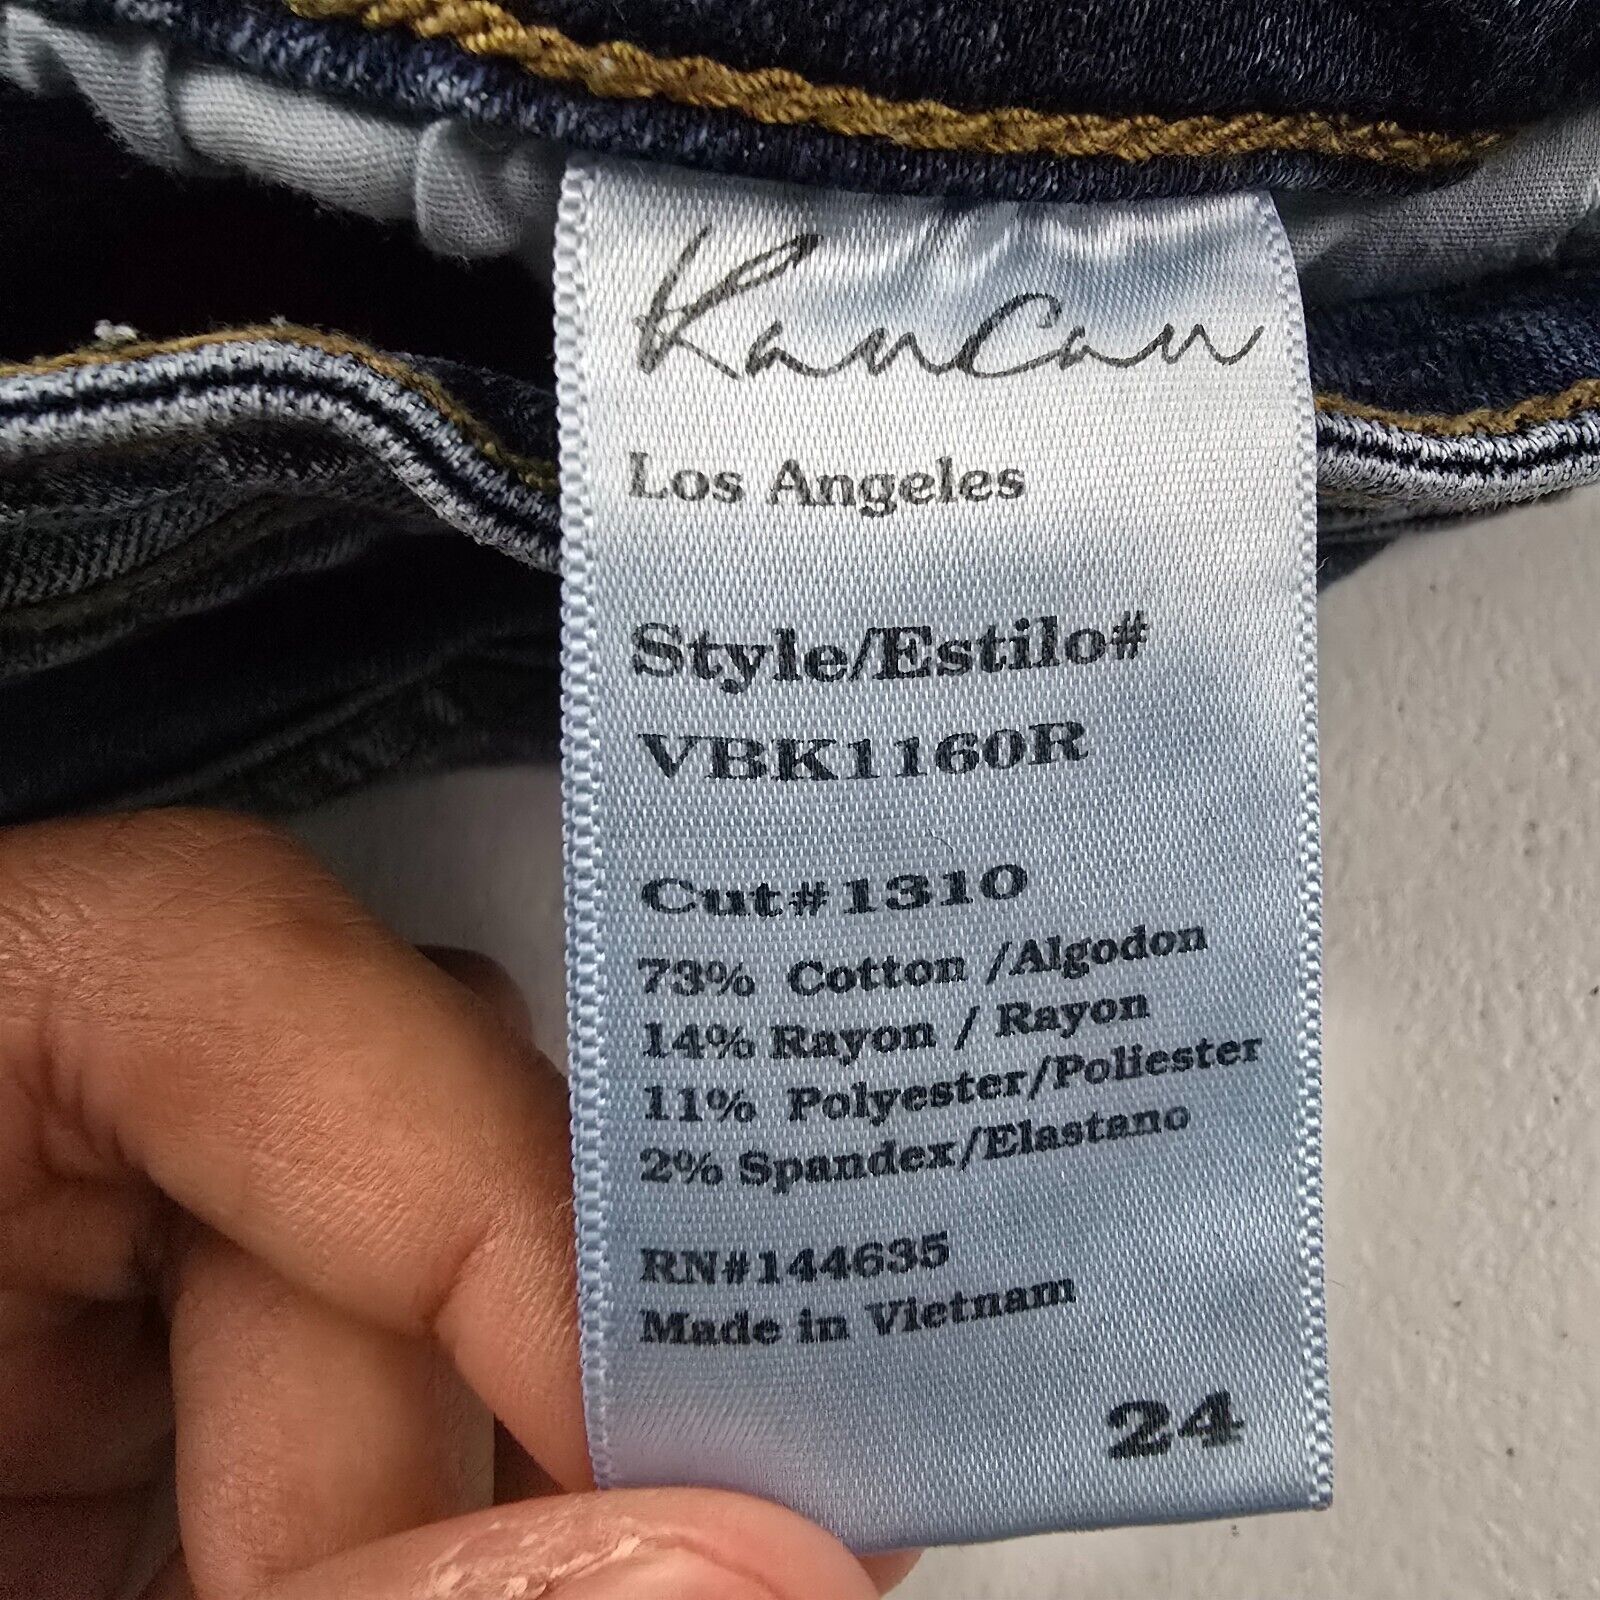 KanCan
Los Angeles
Style/Estilo#
VBK1160R
Cut#1310
73% Cotton /Algodon
14% Rayon / Rayon
11% Polyester/Poliester
2% Spandex/Elastano
RN#144635
Made in Vietnam
24